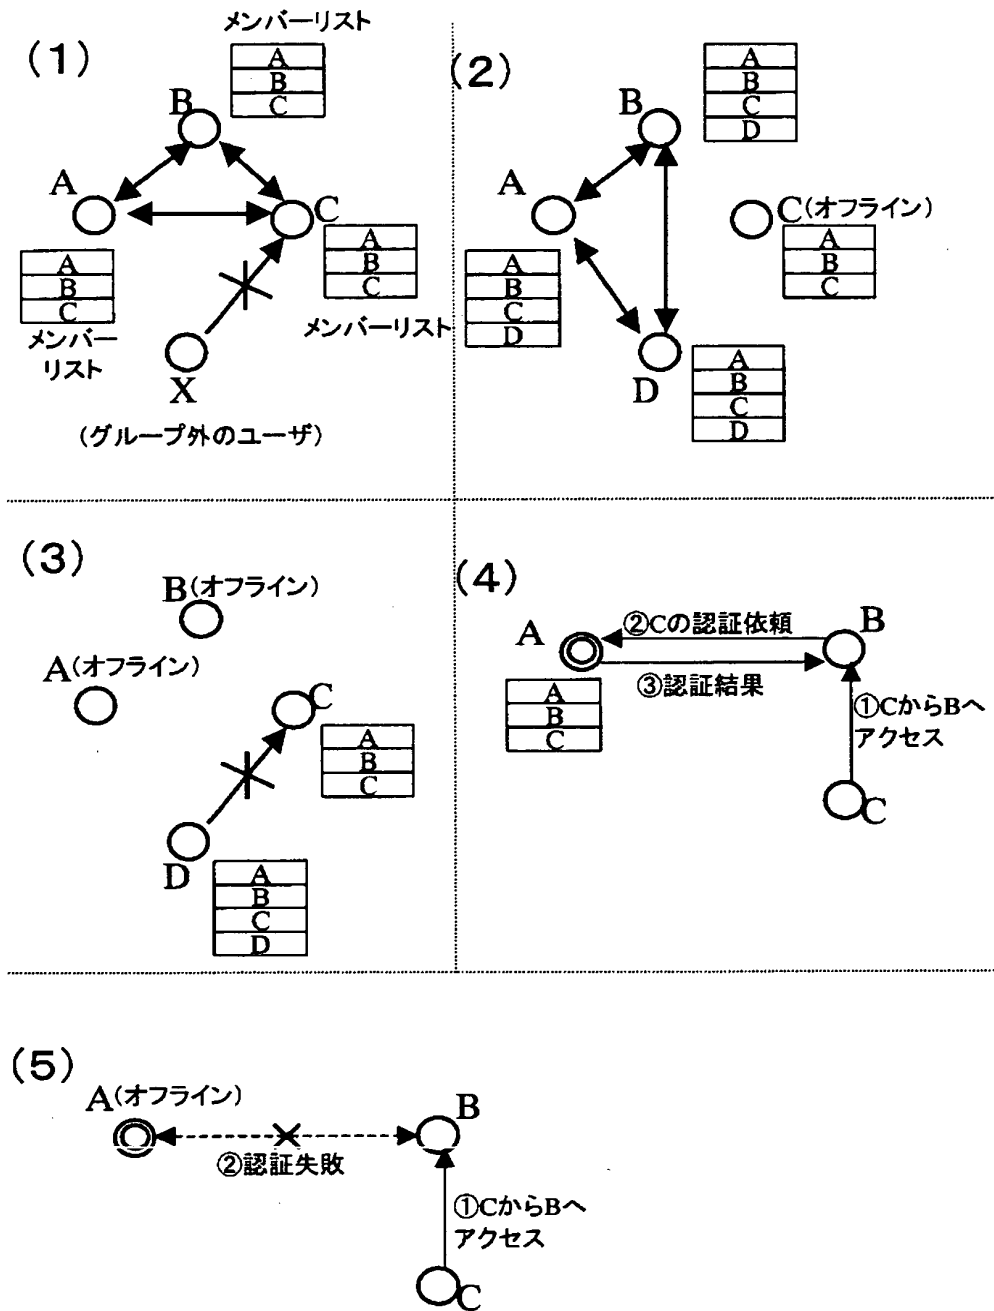 (1)
メンバーリスト
A
B
C
B
A
C
A
B
C
メンバー
リスト
A
B
C
メンバーリスト
X
(グループ外のユーザ)
(2)
A
B
C
D
B
A
C(オフライン)
A
B
C
A
B
C
D
D
A
B
C
D
(3)
B(オフライン)
A(オフライン)
C
A
B
C
D
A
B
C
D
(4)
A
B
②Cの認証依頼
③認証結果
A
B
C
①CからBへ
アクセス
C
(5)
A(オフライン)
B
②認証失敗
①CからBへ
アクセス
C